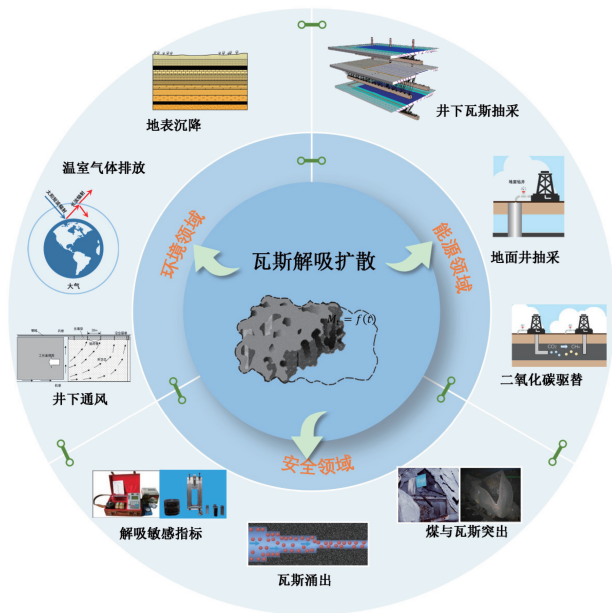 地表沉降
井下瓦斯抽采
温室气体排放
大气
环境领域
瓦斯解吸扩散
能源领域
地面井抽采
= f(t)
CO₂
CH₄
二氧化碳驱替
井下通风
安全领域
解吸敏感指标
煤与瓦斯突出
瓦斯涌出